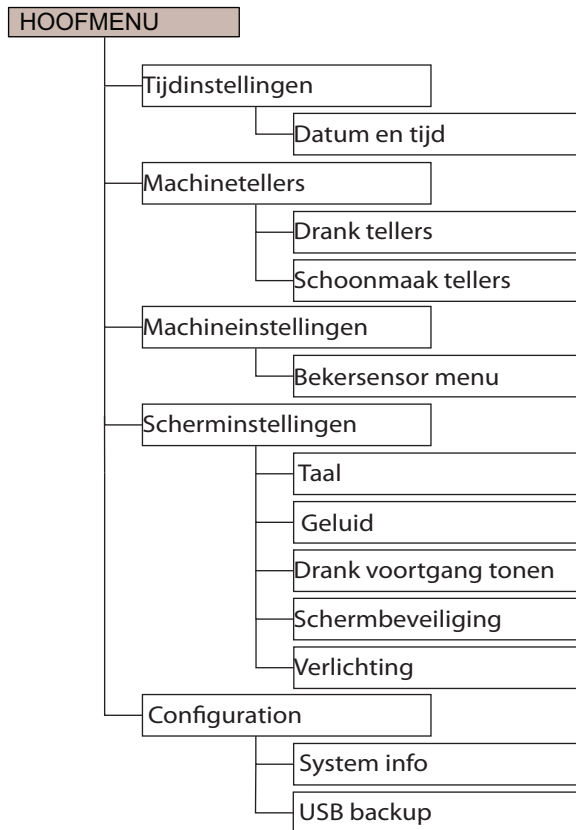 HOOFMENU
Tijdinstellingen
Datum en tijd
Machinetellers
Drank tellers
Schoonmaak tellers
Machineinstellingen
Bekersensor menu
Scherminstellingen
Taal
Geluid
Drank voortgang tonen
Schermbeveiliging
Verlichting
Configuration
System info
USB backup